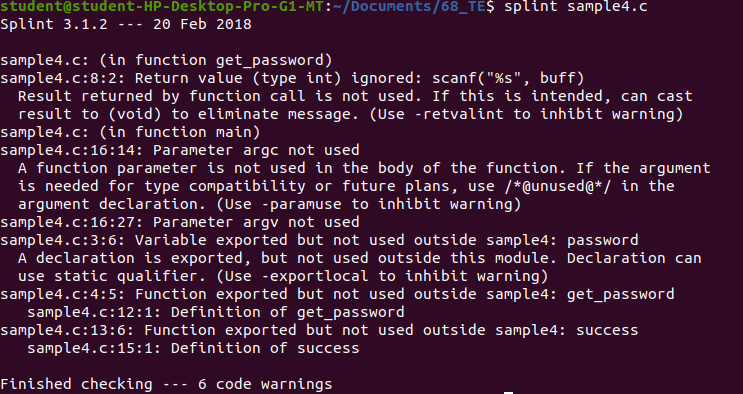 student@student-HP-Desktop-Pro-G1-MT:~/Documents/68_TE$ splint sample4.c
Splint 3.1.2 --- 20 Feb 2018

sample4.c: (in function get_password)
sample4.c:8:2: Return value (type int) ignored: scanf("%s", buff)
  Result returned by function call is not used. If this is intended, can cast
  result to (void) to eliminate message. (Use -retvalint to inhibit warning)
sample4.c: (in function main)
sample4.c:16:14: Parameter argc not used
  A function parameter is not used in the body of the function. If the argument
  is needed for type compatibility or future plans, use /*@unused@*/ in the
  argument declaration. (Use -paramuse to inhibit warning)
sample4.c:16:27: Parameter argv not used
sample4.c:3:6: Variable exported but not used outside sample4: password
  A declaration is exported, but not used outside this module. Declaration can
  use static qualifier. (Use -exportlocal to inhibit warning)
sample4.c:4:5: Function exported but not used outside sample4: get_password
   sample4.c:12:1: Definition of get_password
sample4.c:13:6: Function exported but not used outside sample4: success
   sample4.c:15:1: Definition of success

Finished checking --- 6 code warnings